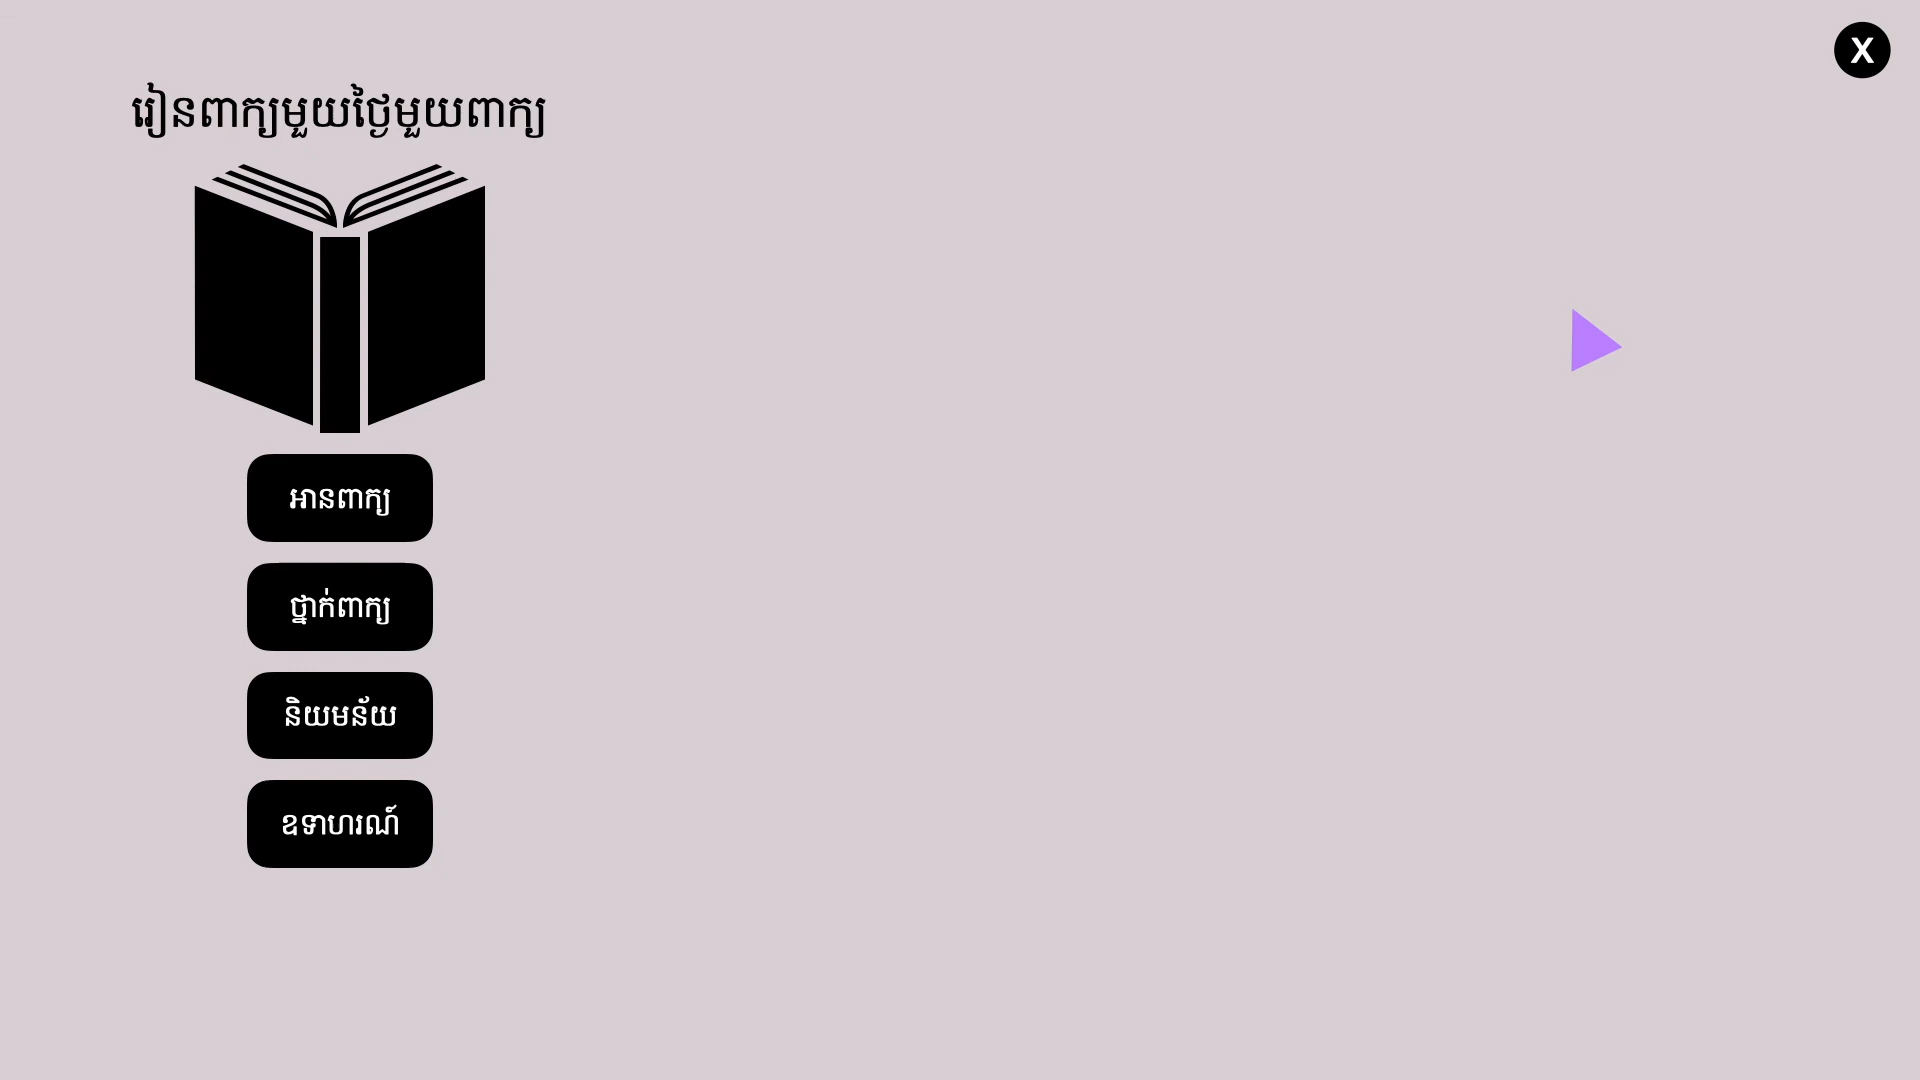 X
រៀនពាក្យមួយថ្ងៃមួយពាក្យ
អានពាក្យ
ថ្នាក់ពាក្យ
និយមន័យ
ឧទាហរណ៍